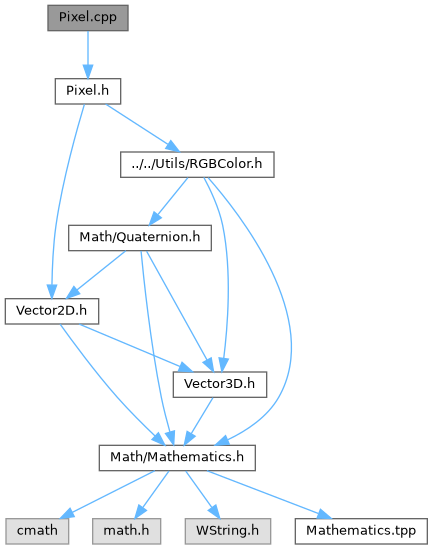 Pixel.cpp
Pixel.h
../../Utils/RGBColor.h
Math/Quaternion.h
Vector2D.h
Vector3D.h
Math/Mathematics.h
cmath
math.h
WString.h
Mathematics.tpp